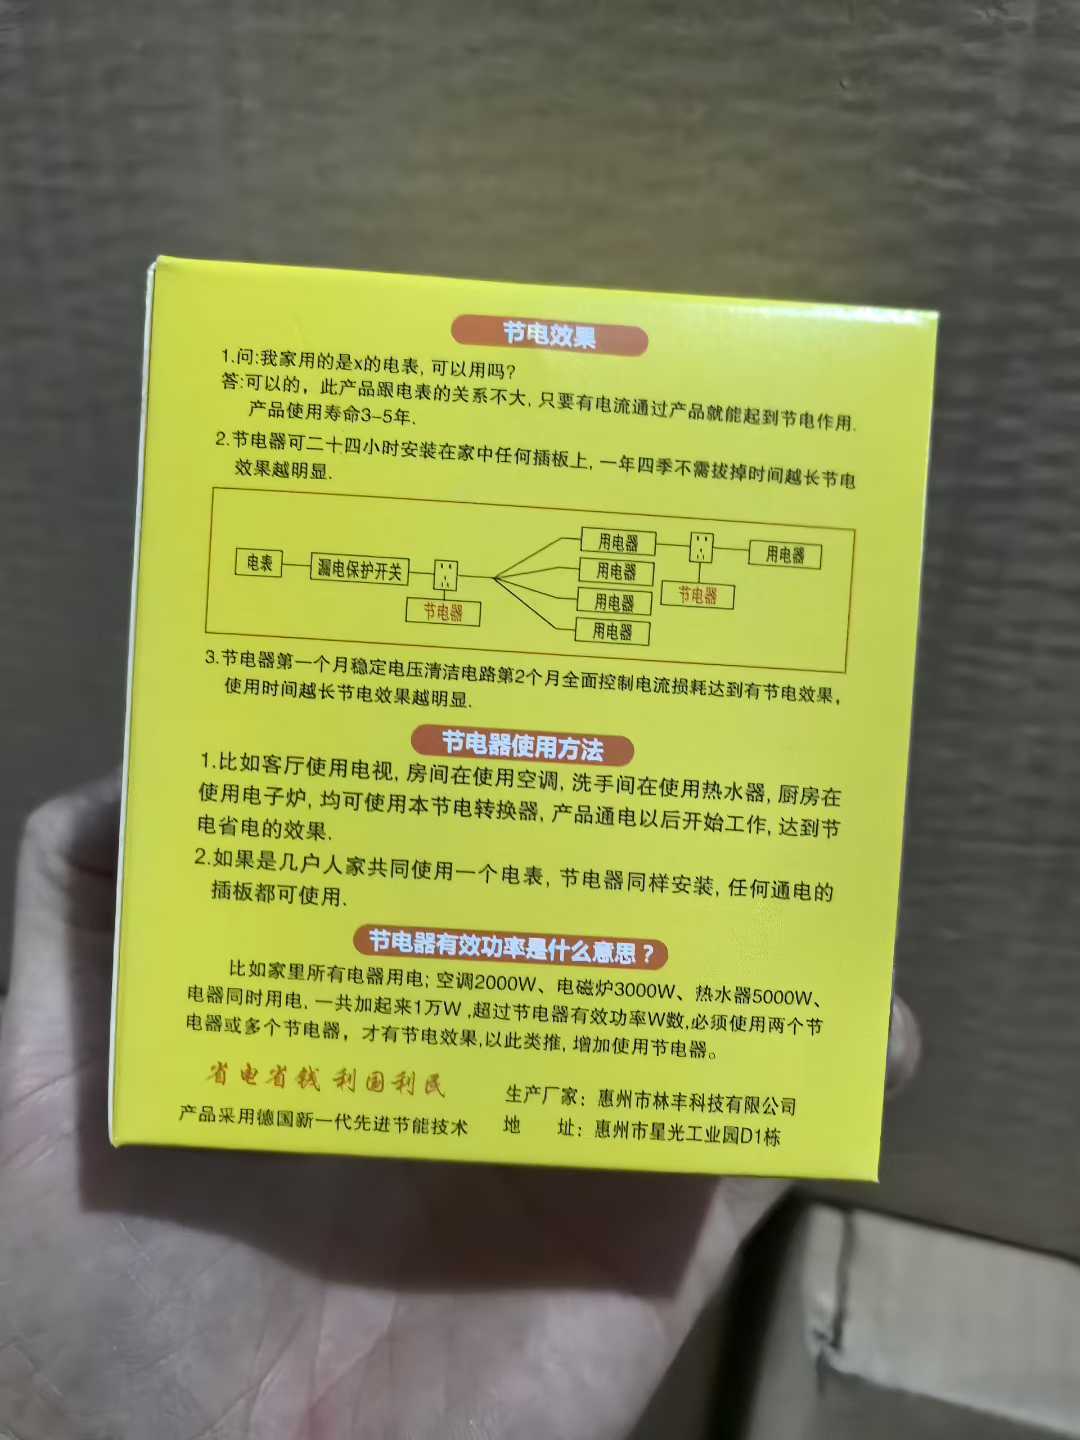 节电效果
1.问:我家用的是x的电表, 可以用吗?
答:可以的，此产品跟电表的关系不大, 只要有电流通过产品就能起到节电作用.
产品使用寿命3-5年.
2.节电器可二十四小时安装在家中任何插板上, 一年四季不需拔掉时间越长节电
效果越明显.
电表
漏电保护开关
节电器
用电器
用电器
用电器
用电器
节电器
用电器
3.节电器第一个月稳定电压清洁电路第2个月全面控制电流损耗达到有节电效果,
使用时间越长节电效果越明显.
节电器使用方法
1.比如客厅使用电视, 房间在使用空调, 洗手间在使用热水器, 厨房在
使用电子炉, 均可使用本节电转换器, 产品通电以后开始工作, 达到节
电省电的效果.
2.如果是几户人家共同使用一个电表, 节电器同样安装, 任何通电的
插板都可使用.
节电器有效功率是什么意思？
比如家里所有电器用电; 空调2000W、电磁炉3000W、热水器5000W、
电器同时用电, 一共加起来1万W ,超过节电器有效功率W数,必须使用两个节
电器或多个节电器，才有节电效果,以此类推, 增加使用节电器。
省电省钱 利国利民
产品采用德国新一代先进节能技术
生产厂家：惠州市林丰科技有限公司
地 址：惠州市星光工业园D1栋